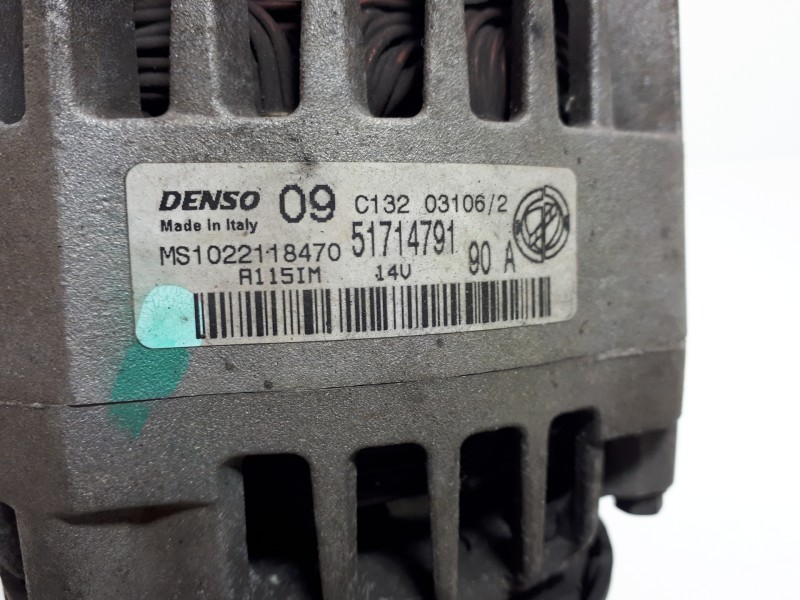 DENSO 09 C132 03106/2
Made in Italy 51714791
MS1022118470 90 A
A115IM 14V